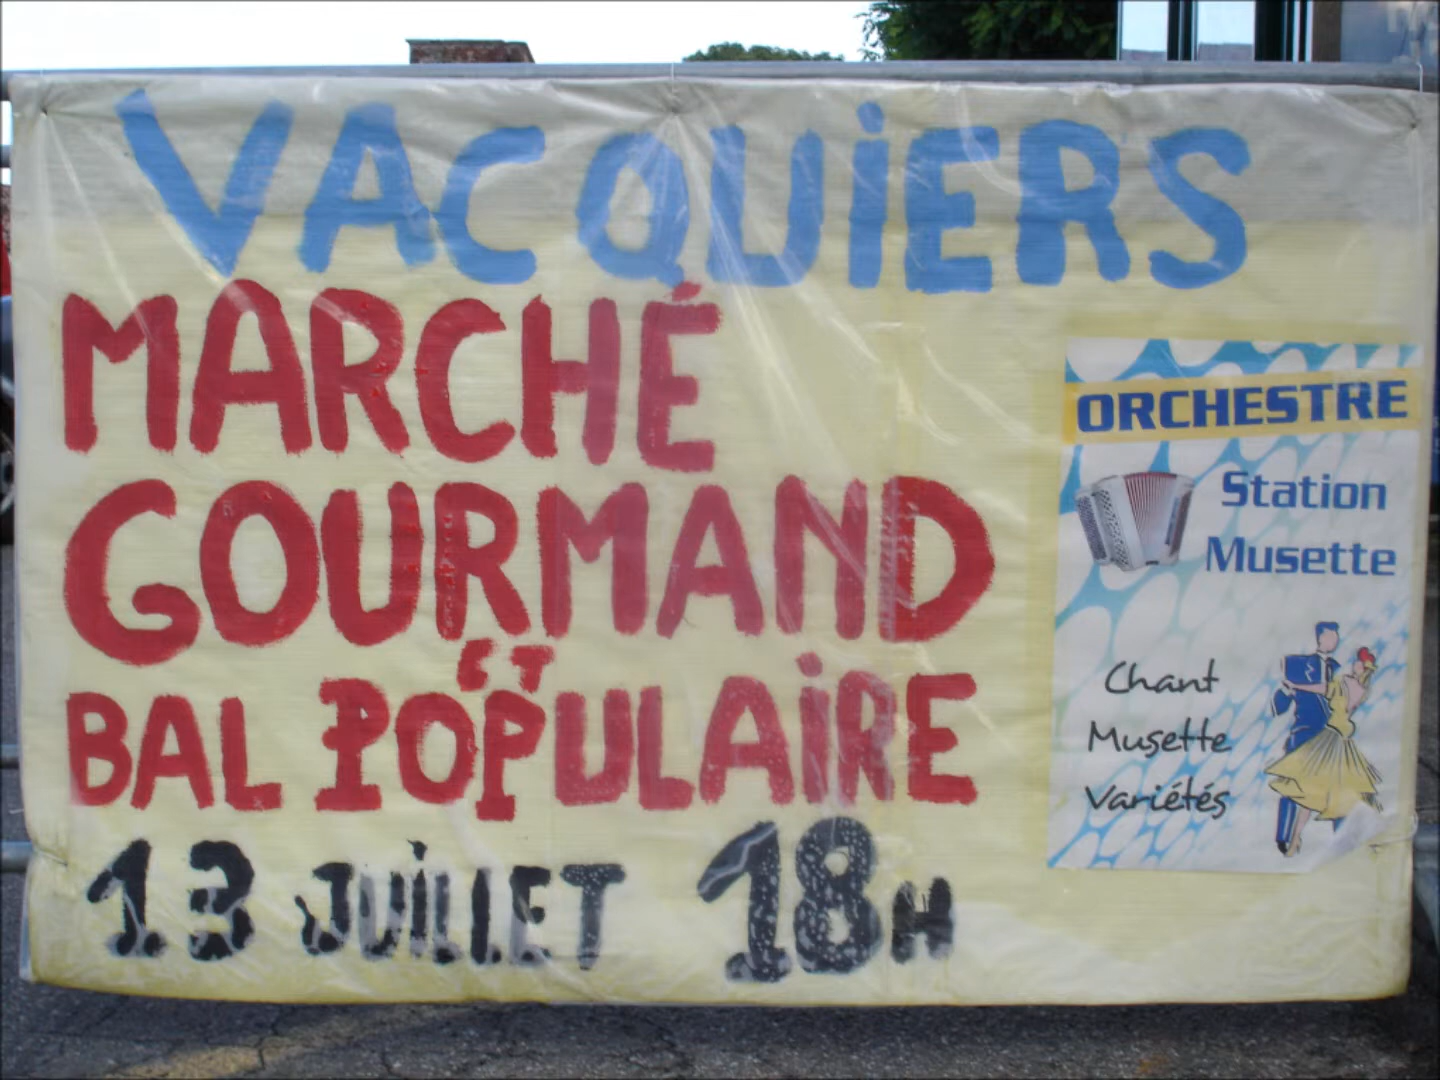 VACQUiERS
MARCHÉ
GOURMAND
ET
BAL POPULAiRE
13 JUiLLET 18H
ORCHESTRE
Station
Musette
Chant
Musette
Variétés